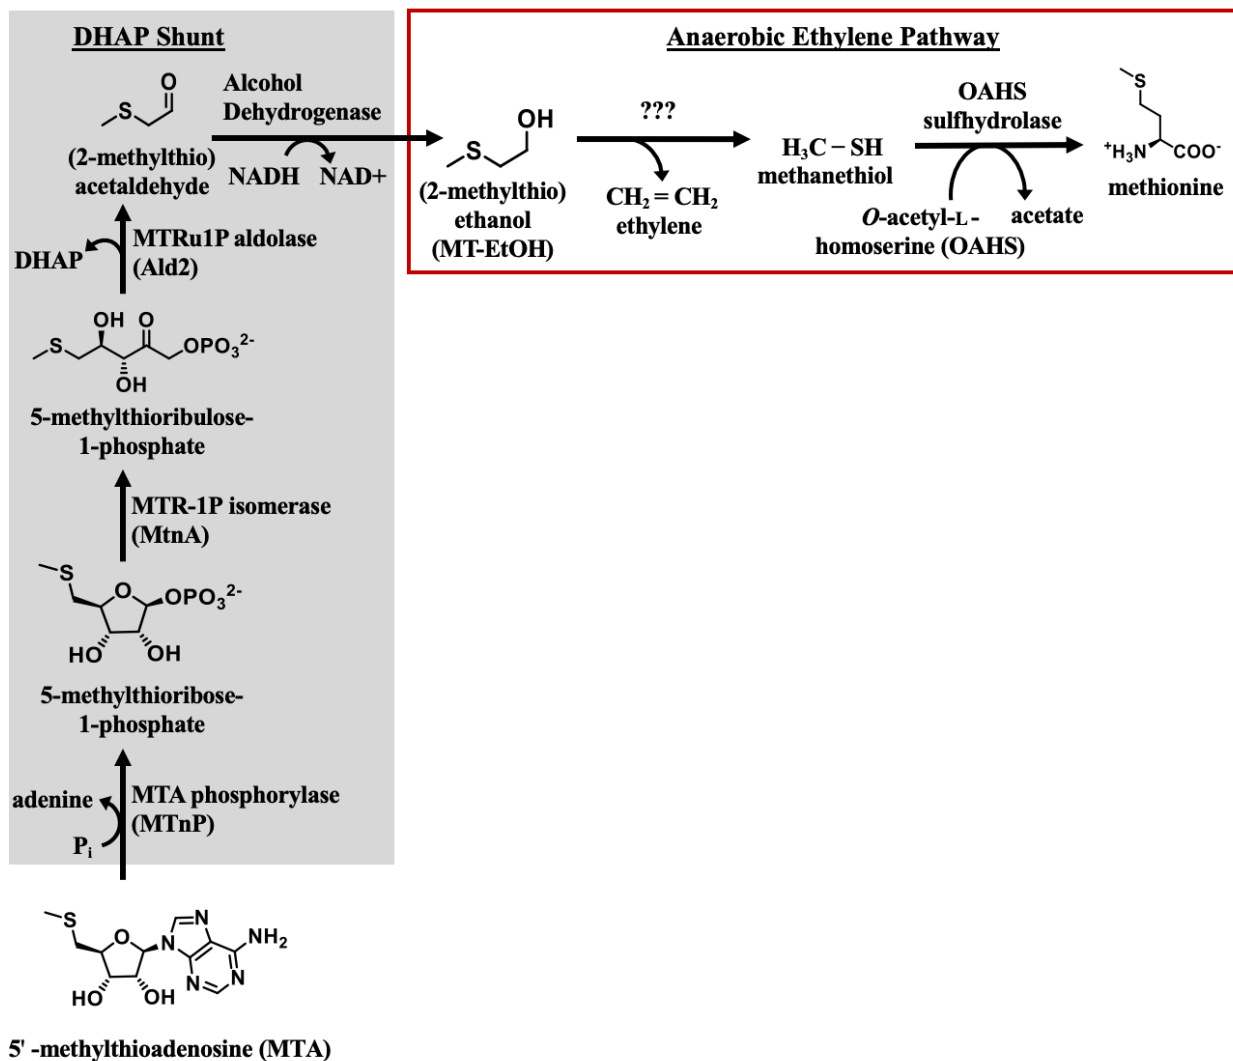 DHAP Shunt
Anaerobic Ethylene Pathway
O
S
(2-methylthio)
acetaldehyde
Alcohol
Dehydrogenase
NADH NAD+
OH
S
(2-methylthio)
ethanol
(MT-EtOH)
???
CH2 = CH2
ethylene
H3C – SH
methanethiol
OAHS
sulfhydrolase
O-acetyl-L-
homoserine (OAHS)
acetate
S
+H3N COO-
methionine
DHAP
MTRu1P aldolase
(Ald2)
OH O
S OPO3 2-
OH
5-methylthioribulose-
1-phosphate
MTR-1P isomerase
(MtnA)
S
O OPO3 2-
HO OH
5-methylthioribose-
1-phosphate
adenine
Pi
MTA phosphorylase
(MTnP)
S
O N N NH2
N N
HO OH
5' -methylthioadenosine (MTA)